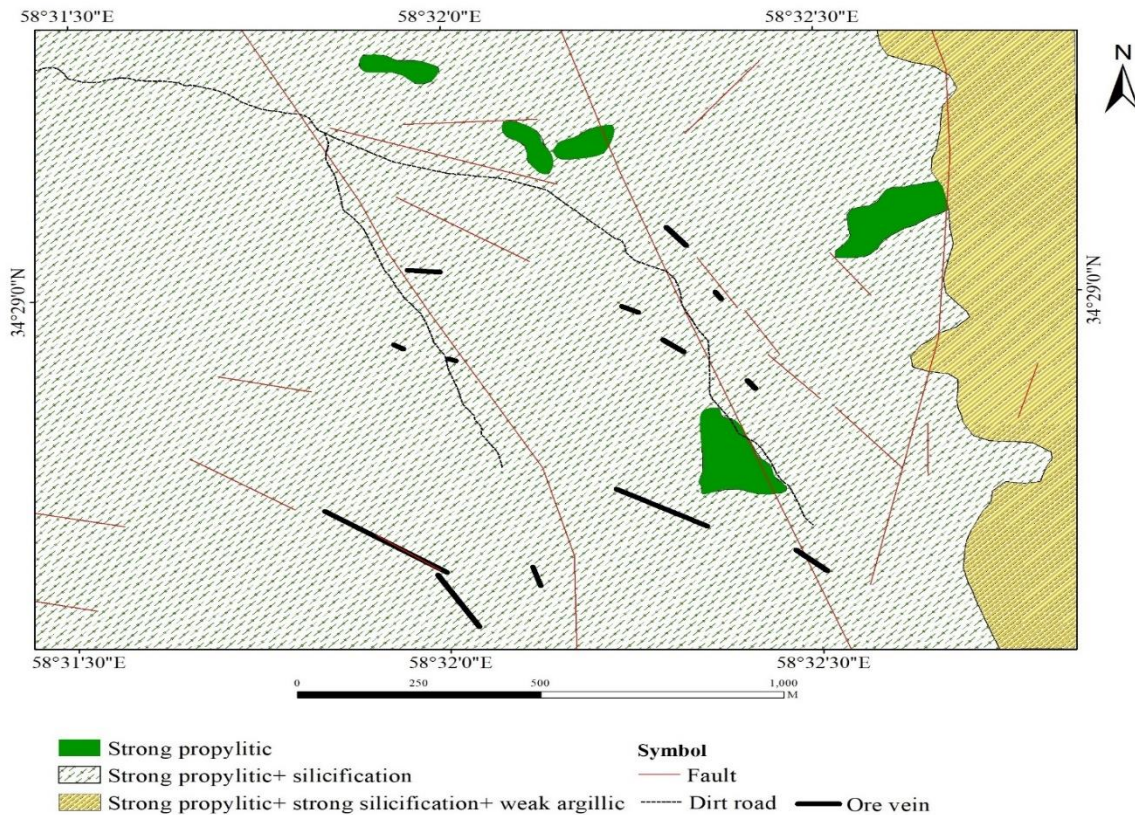 58°31'30"E 58°32'0"E 58°32'30"E
N
34°29'0"N 34°29'0"N
58°31'30"E 58°32'0"E 58°32'30"E
0 250 500 1,000
M
Strong propylitic
Symbol
Strong propylitic+ silicification
Fault
Strong propylitic+ strong silicification+ weak argillic
Dirt road Ore vein